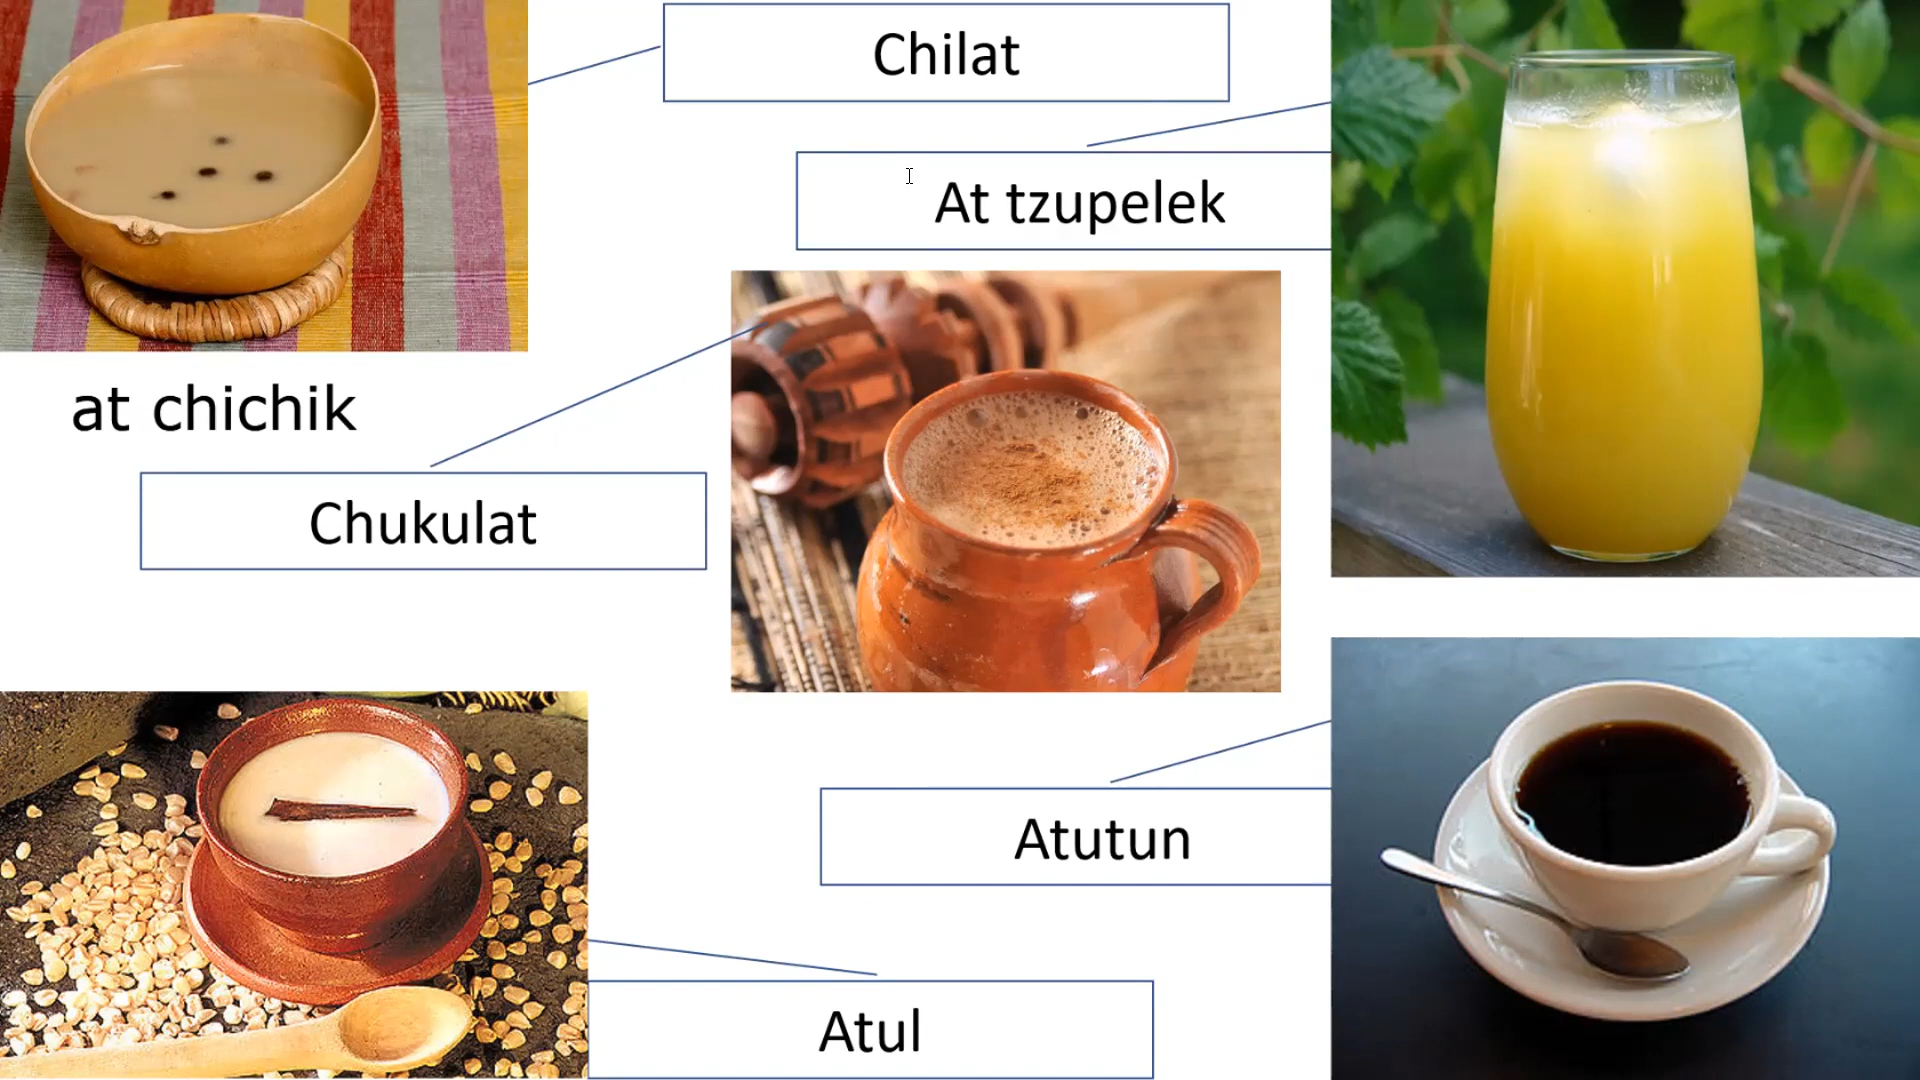 Chilat
At tzupelek
at chichik
Chukulat
Atutun
Atul